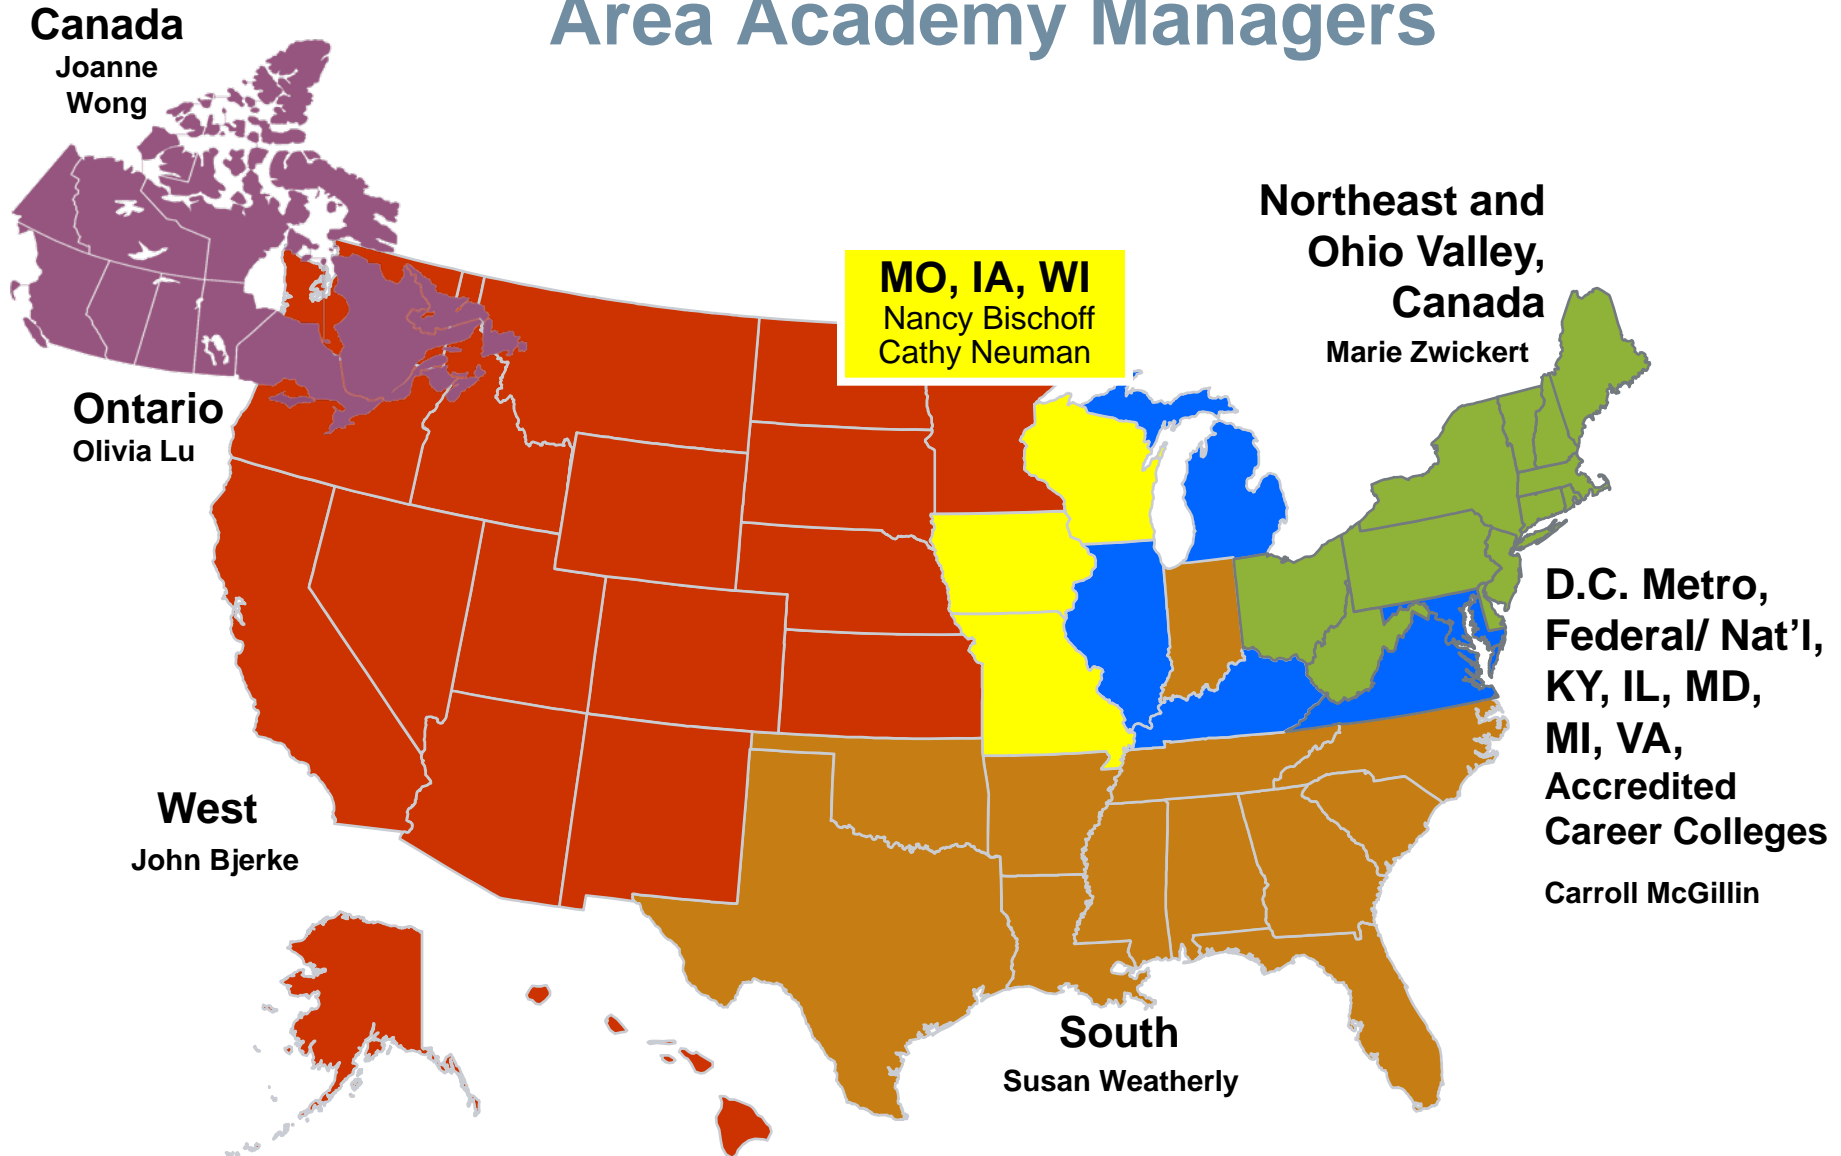 Area Academy Managers
Canada
Joanne
Wong
Ontario
Olivia Lu
MO, IA, WI
Nancy Bischoff
Cathy Neuman
Northeast and
Ohio Valley,
Canada
Marie Zwickert
D.C. Metro,
Federal/ Nat’l,
KY, IL, MD,
MI, VA,
Accredited
Career Colleges
Carroll McGillin
West
John Bjerke
South
Susan Weatherly